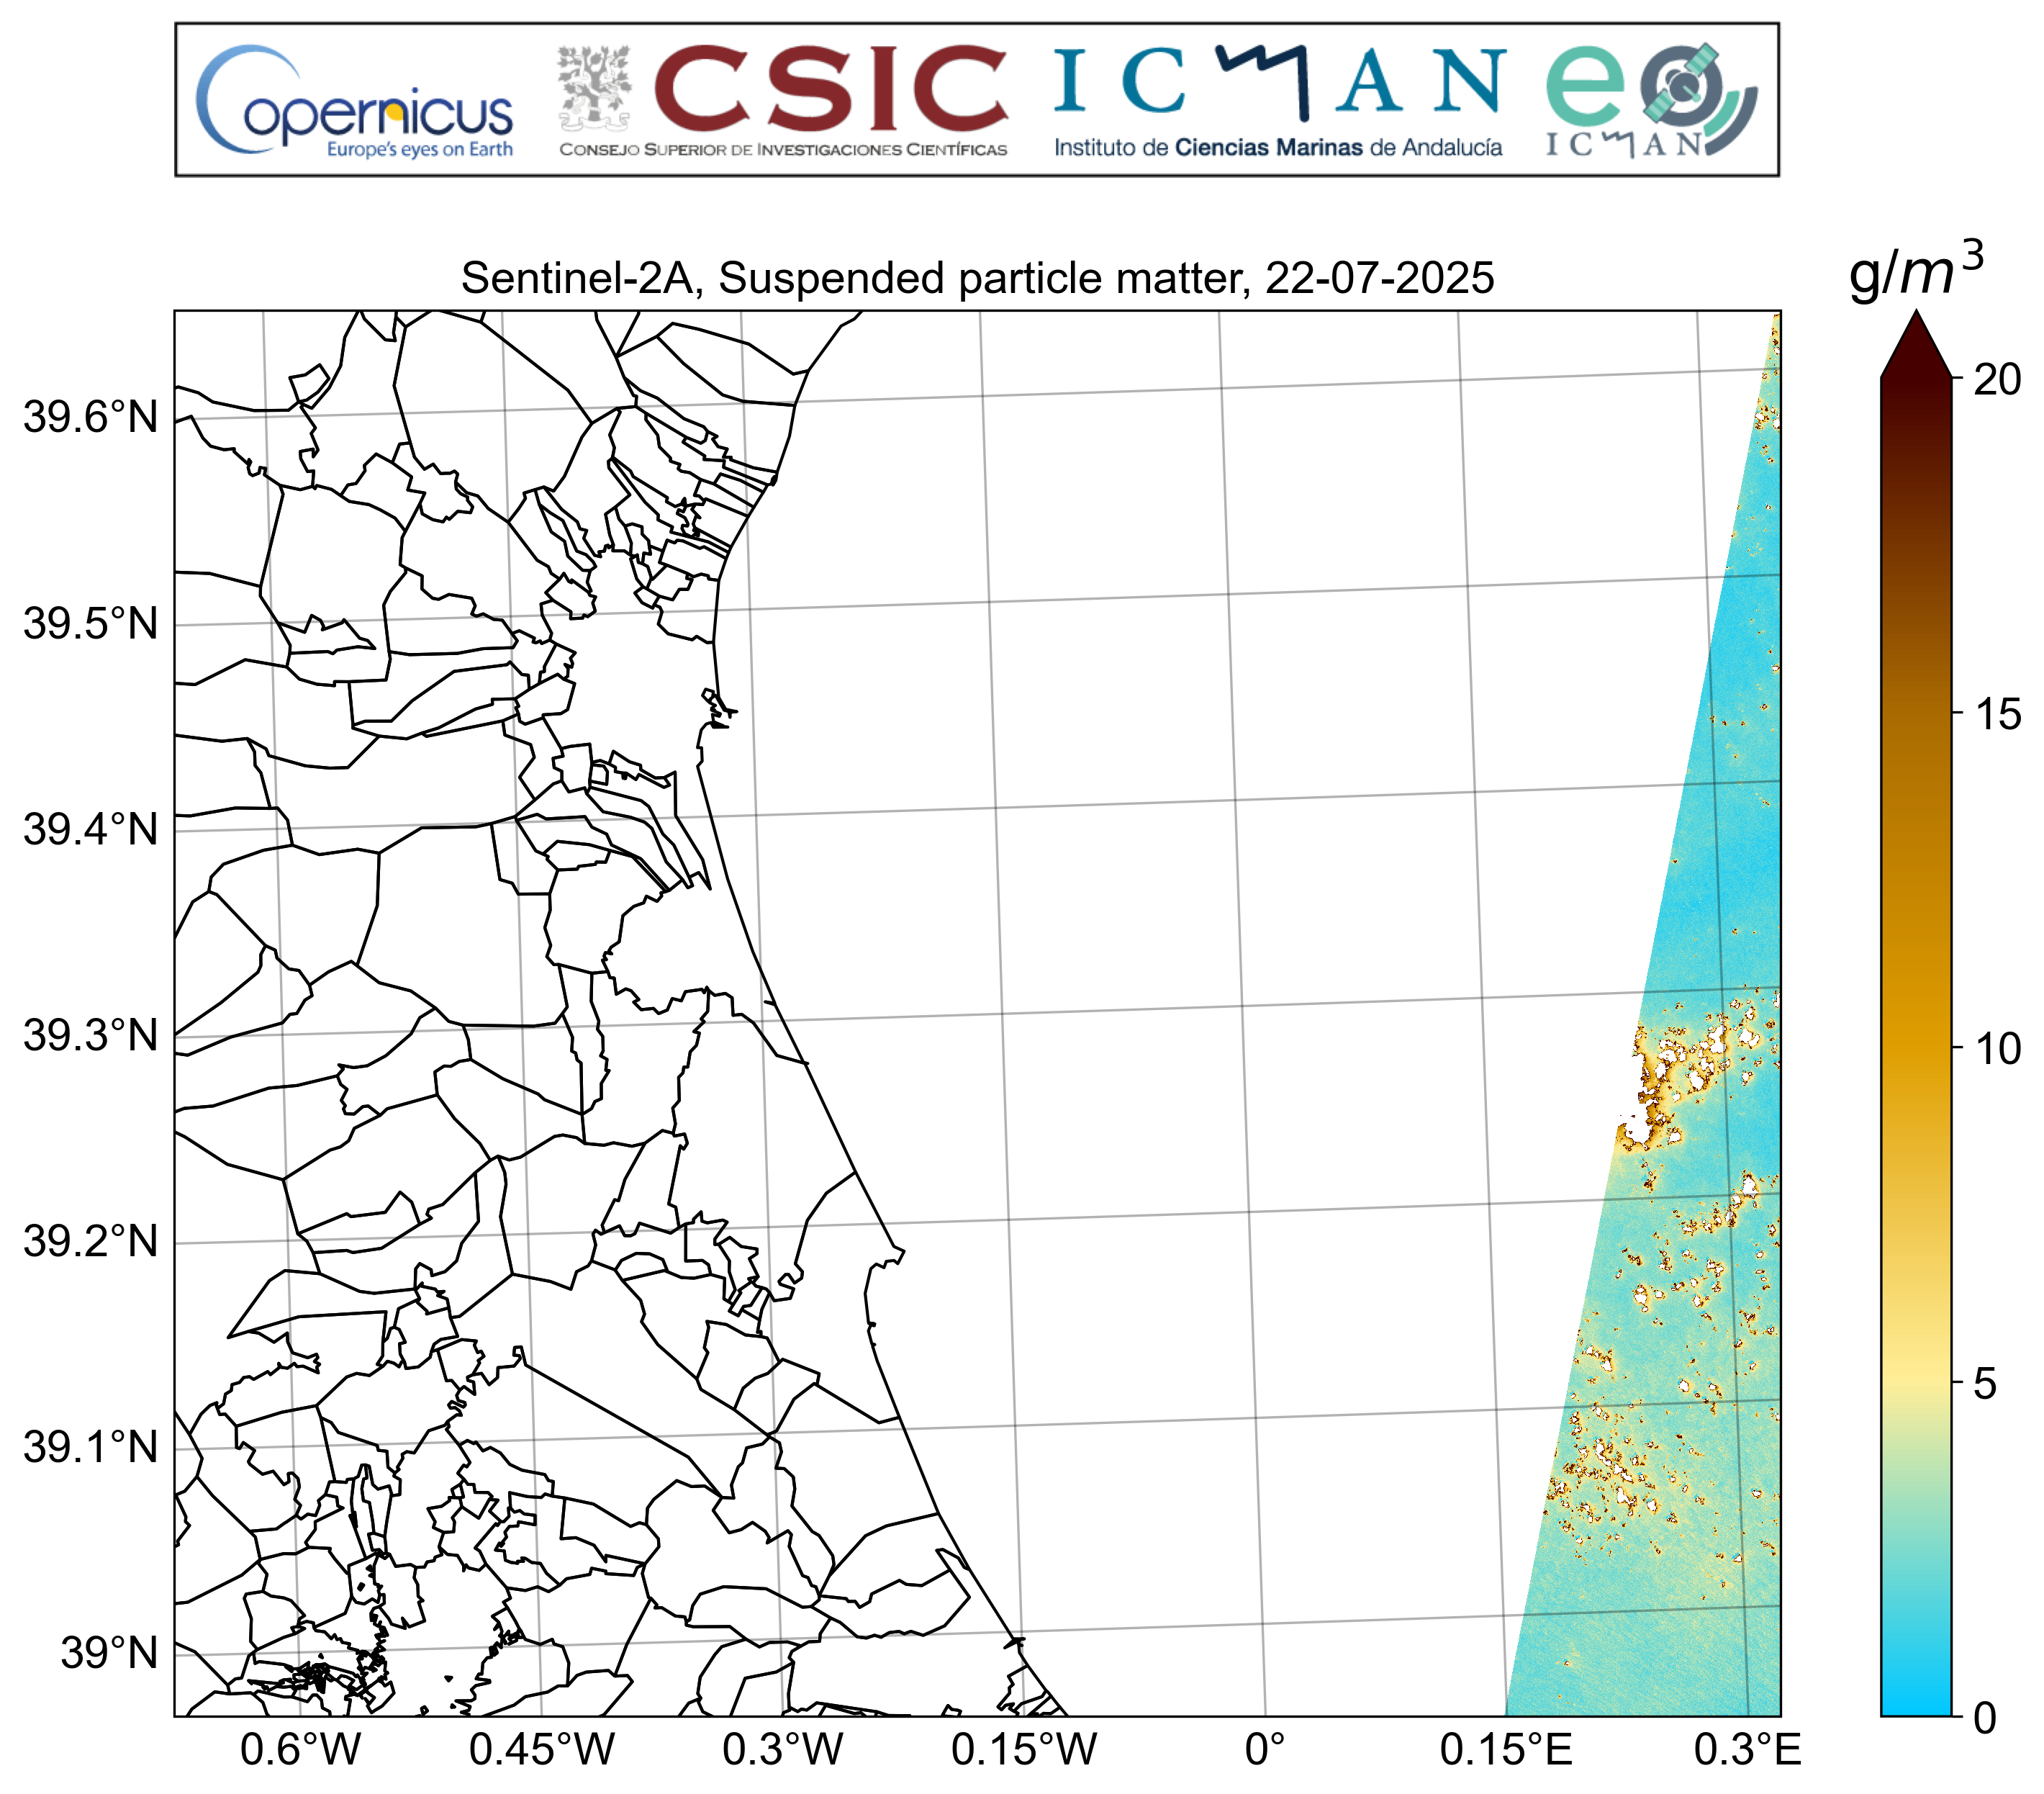 opernicus
Europe's eyes on Earth
CSIC
CONSEJO SUPERIOR DE INVESTIGACIONES CIENTÍFICAS
ICMAN
Instituto de Ciencias Marinas de Andalucía
eo
ICMAN
Sentinel-2A, Suspended particle matter, 22-07-2025
g/m³
39.6°N
39.5°N
39.4°N
39.3°N
39.2°N
39.1°N
39°N
0.6°W
0.45°W
0.3°W
0.15°W
0°
0.15°E
0.3°E
20
15
10
5
0